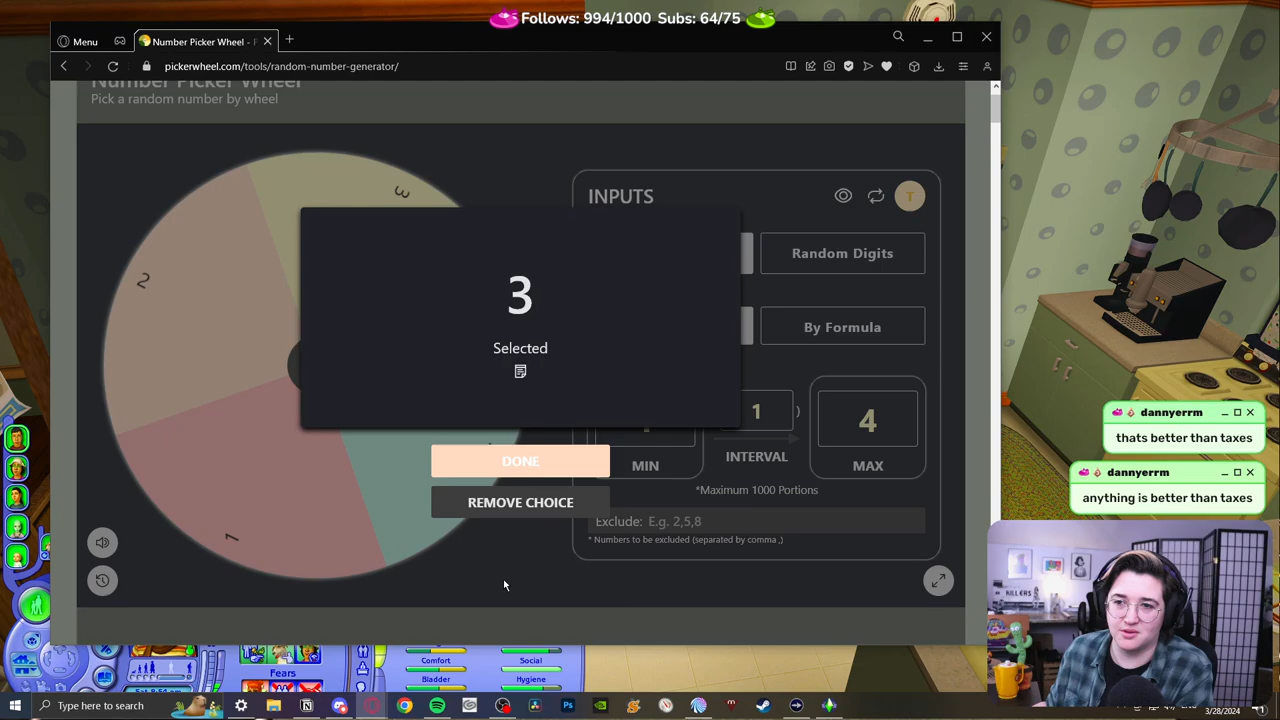 Follows: 994/1000 Subs: 64/75
Menu
Number Picker Wheel - F
pickerwheel.com/tools/random-number-generator/
Number Picker Wheel
Pick a random number by wheel
3
2
1
INPUTS
T
Random Digits
By Formula
3
Selected
1
)
4
MIN
INTERVAL
MAX
*Maximum 1000 Portions
DONE
REMOVE CHOICE
Exclude: E.g. 2,5,8
* Numbers to be excluded (separated by comma ,)
dannyerrm
thats better than taxes
dannyerrm
anything is better than taxes
KILLERS
Fears
Comfort
Social
Bladder
Hygiene
Type here to search
3/28/2024